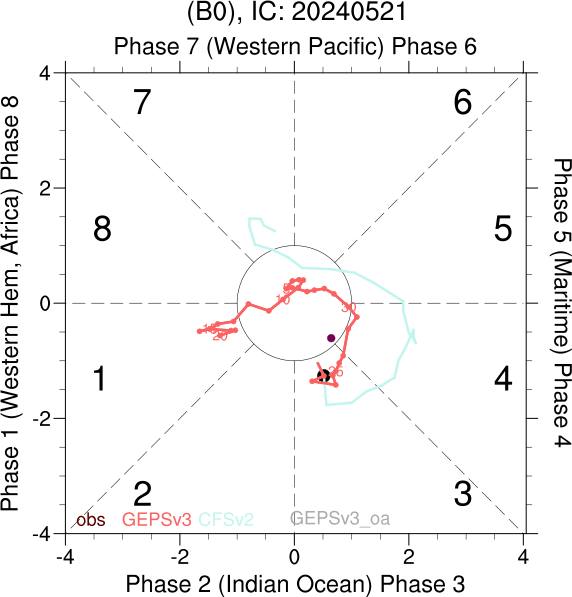 (B0), IC: 20240521
Phase 7 (Western Pacific) Phase 6
Phase 1 (Western Hem, Africa) Phase 8
Phase 5 (Maritime) Phase 4
4
2
0
-2
-4
7
6
8
5
1
4
2
3
30
25
20
obs GEPSv3 CFSv2 GEPSv3_oa
-4 -2 0 2 4
Phase 2 (Indian Ocean) Phase 3